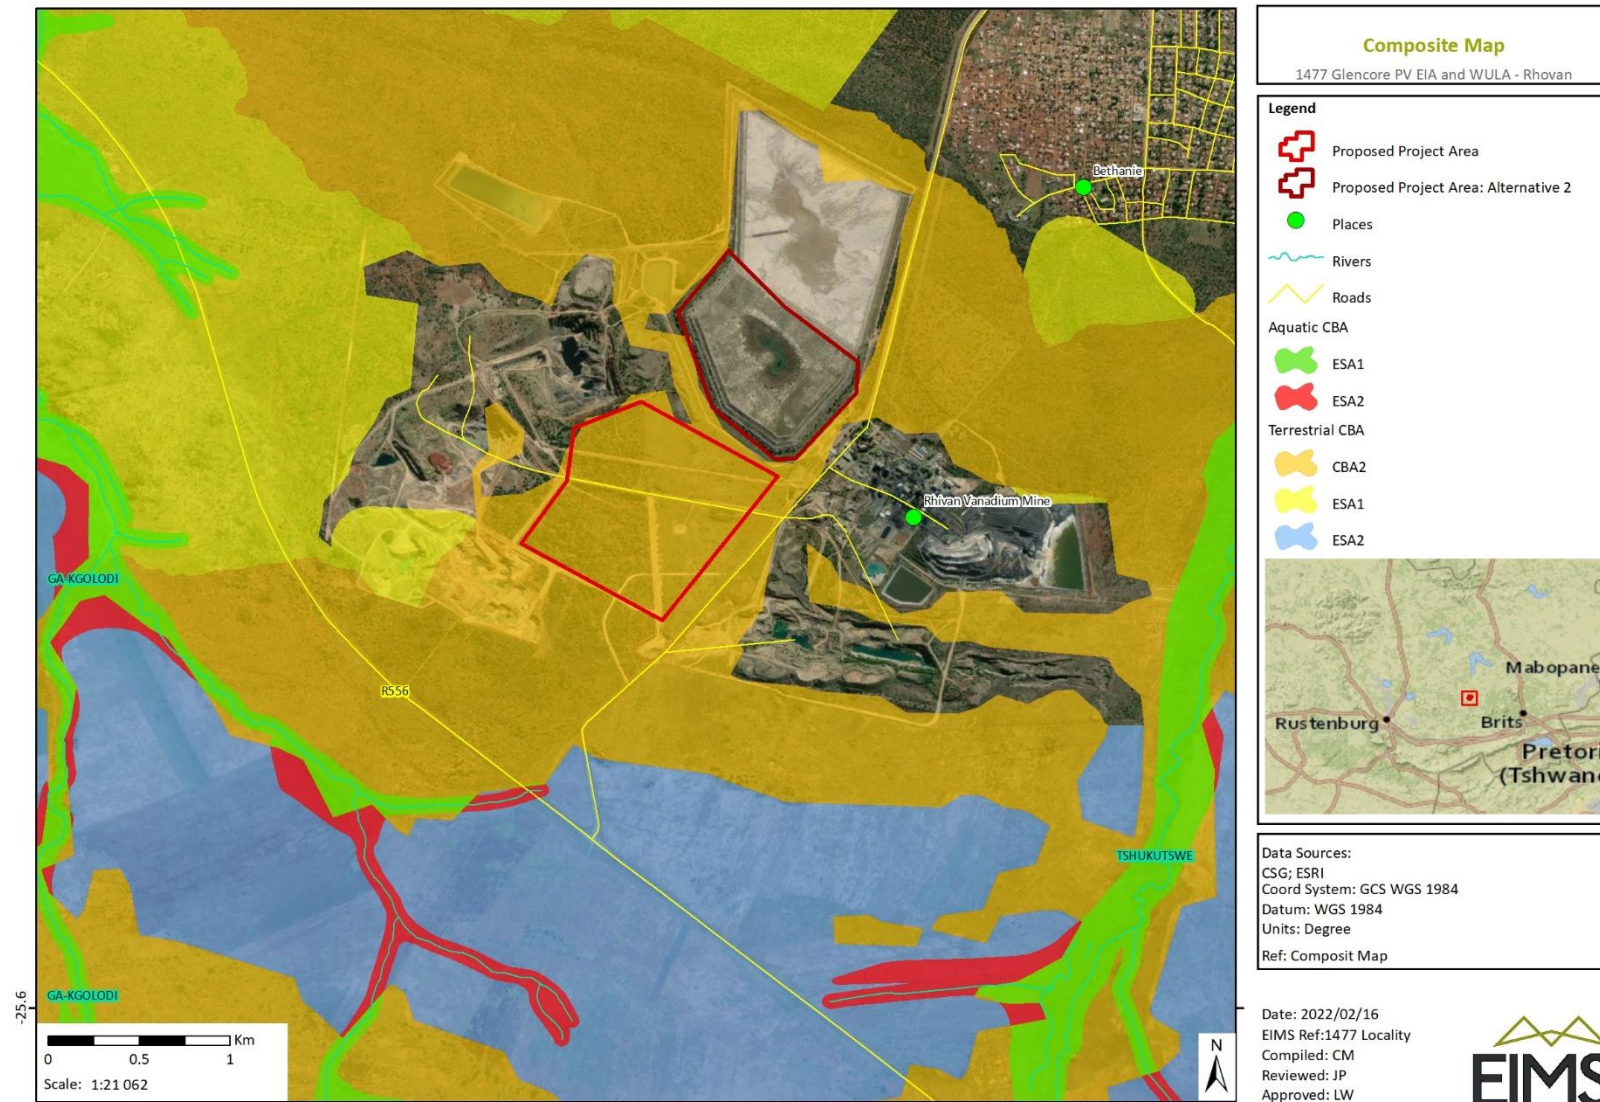 Composite Map
1477 Glencore PV EIA and WULA - Rhovan
Legend
Proposed Project Area
Proposed Project Area: Alternative 2
Places
Rivers
Roads
Aquatic CBA
ESA1
ESA2
Terrestrial CBA
CBA2
ESA1
ESA2
Bethanie
Rhivan Vanadium Mine
GA-KGOLODI
R556
TSHUKUTSWE
GA-KGOLODI
-25.6
Km
0 0.5 1
Scale: 1:21 062
N
Mabopane
Rustenburg
Brits
Pretori
(Tshwane
Data Sources:
CSG; ESRI
Coord System: GCS WGS 1984
Datum: WGS 1984
Units: Degree
Ref: Composit Map
Date: 2022/02/16
EIMS Ref:1477 Locality
Compiled: CM
Reviewed: JP
Approved: LW
EIMS